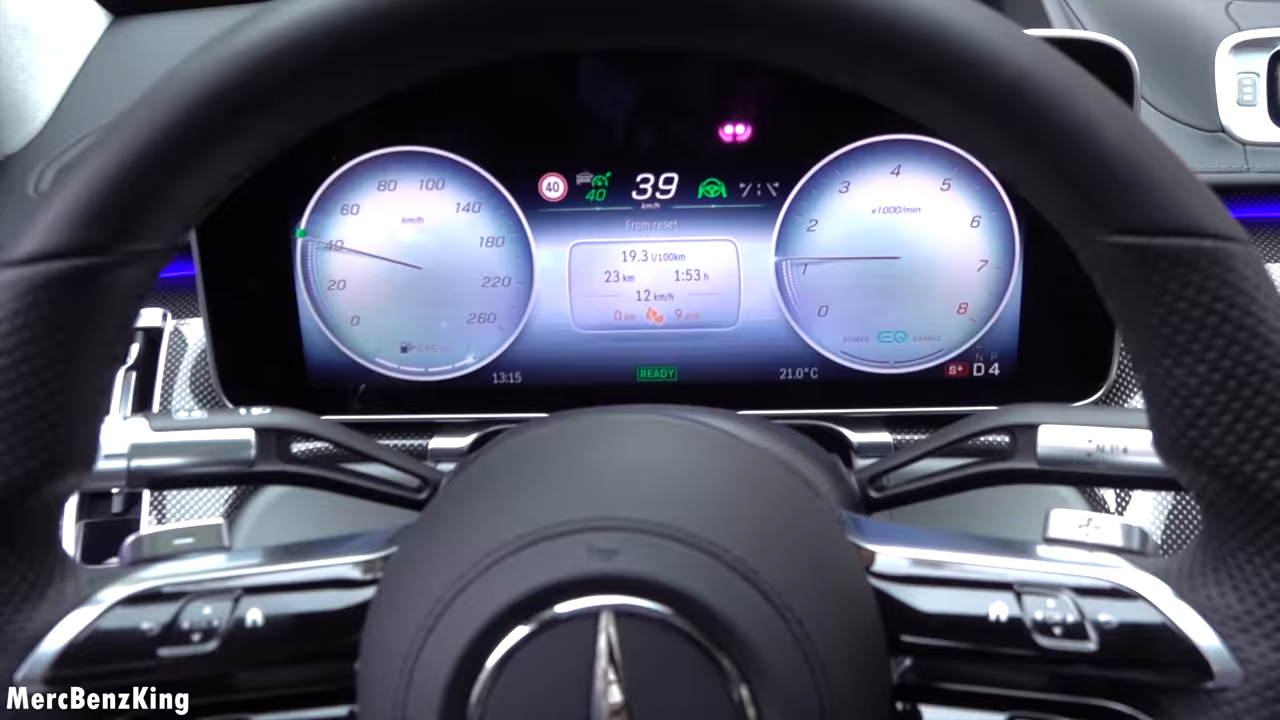 40 40 39 km/h
From reset
19.3 l/100km
23 km 1:53 h
12 km/h
0 km 9 min
READY
13:15
21.0°C
km/h
0 20 40 60 80 100 140 180 220 260
x1000/min
0 1 2 3 4 5 6 7 8
POWER EQ CHARGE
R
N P
S+ D 4
MercBenzKing